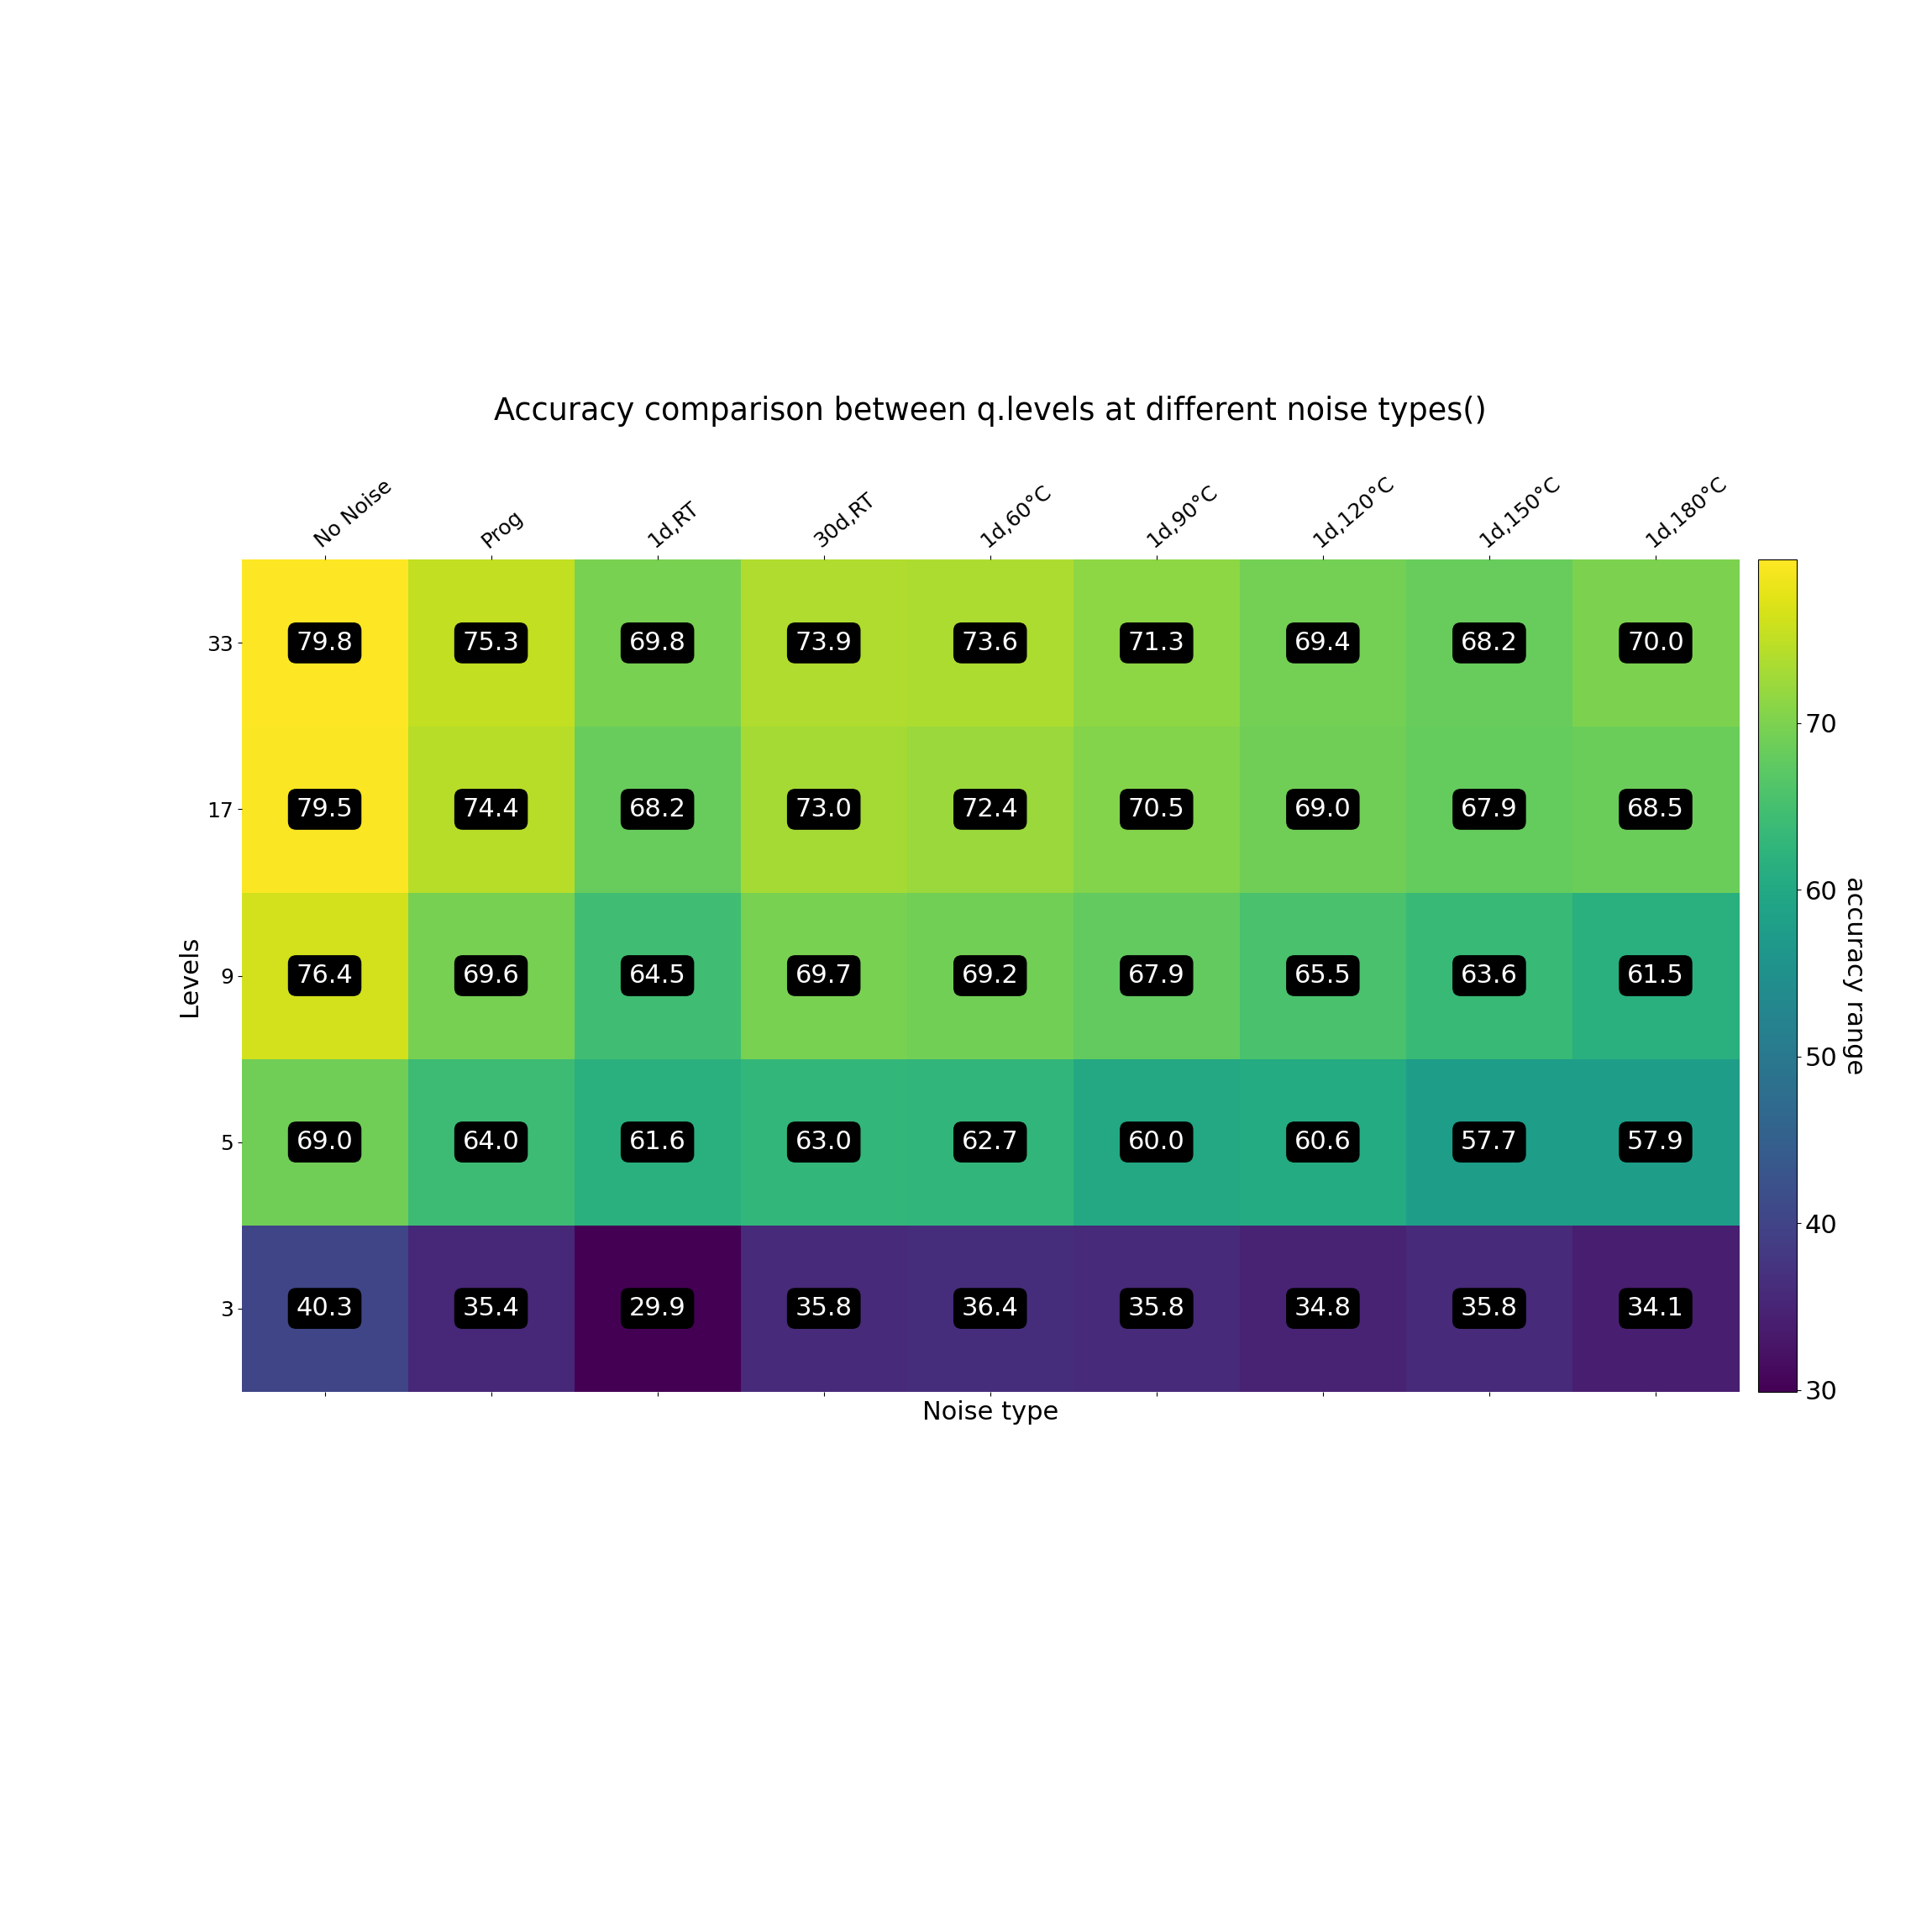 Accuracy comparison between q.levels at different noise types()
No Noise Prog 1d,RT 30d,RT 1d,60°C 1d,90°C 1d,120°C 1d,150°C 1d,180°C
33 79.8 75.3 69.8 73.9 73.6 71.3 69.4 68.2 70.0
17 79.5 74.4 68.2 73.0 72.4 70.5 69.0 67.9 68.5
9 76.4 69.6 64.5 69.7 69.2 67.9 65.5 63.6 61.5
5 69.0 64.0 61.6 63.0 62.7 60.0 60.6 57.7 57.9
3 40.3 35.4 29.9 35.8 36.4 35.8 34.8 35.8 34.1
Levels
Noise type
70
60
50
40
30
accuracy range